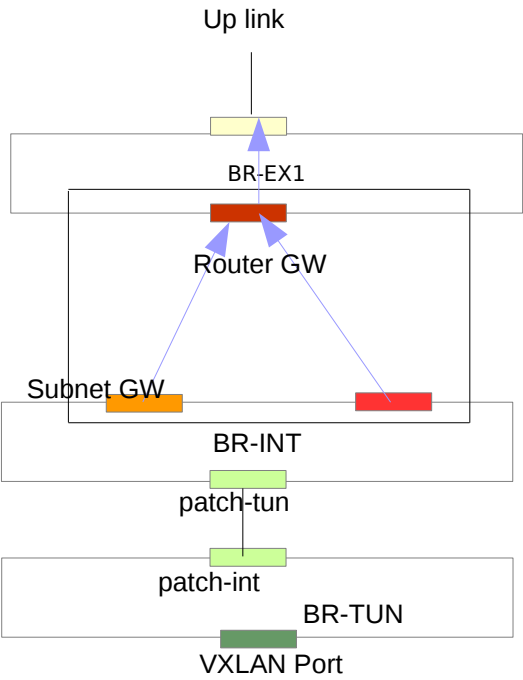 Up link
BR-EX1
Router GW
Subnet GW
BR-INT
patch-tun
patch-int
BR-TUN
VXLAN Port